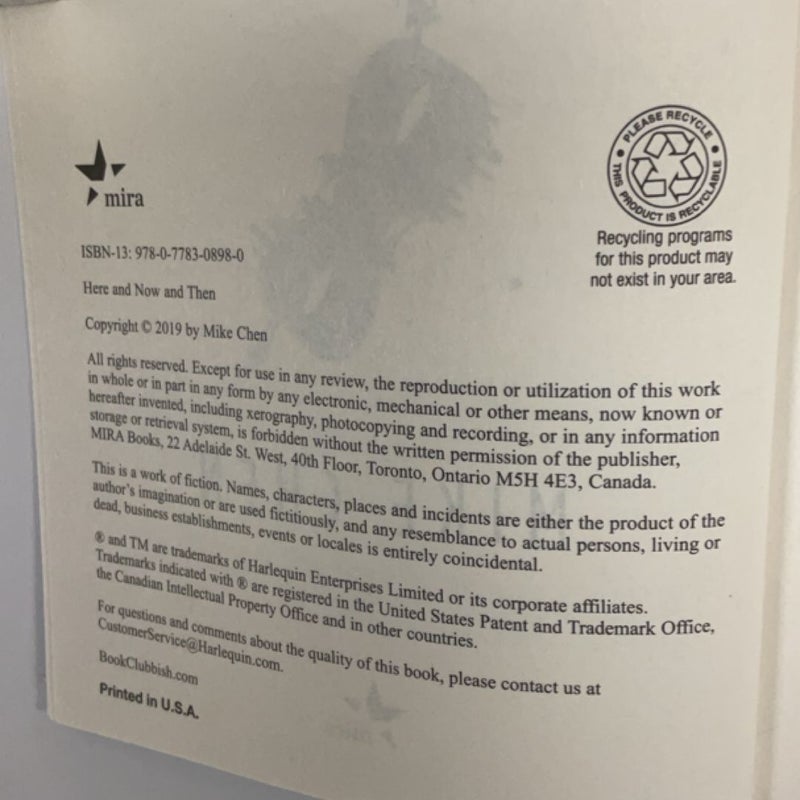 mira
PLEASE RECYCLE
THIS PRODUCT IS RECYCLABLE
Recycling programs
for this product may
not exist in your area.
ISBN-13: 978-0-7783-0898-0
Here and Now and Then
Copyright © 2019 by Mike Chen
All rights reserved. Except for use in any review, the reproduction or utilization of this work
in whole or in part in any form by any electronic, mechanical or other means, now known or
hereafter invented, including xerography, photocopying and recording, or in any information
storage or retrieval system, is forbidden without the written permission of the publisher,
MIRA Books, 22 Adelaide St. West, 40th Floor, Toronto, Ontario M5H 4E3, Canada.
This is a work of fiction. Names, characters, places and incidents are either the product of the
author's imagination or are used fictitiously, and any resemblance to actual persons, living or
dead, business establishments, events or locales is entirely coincidental.
® and TM are trademarks of Harlequin Enterprises Limited or its corporate affiliates.
Trademarks indicated with ® are registered in the United States Patent and Trademark Office,
the Canadian Intellectual Property Office and in other countries.
For questions and comments about the quality of this book, please contact us at
CustomerService@Harlequin.com.
BookClubbish.com
Printed in U.S.A.